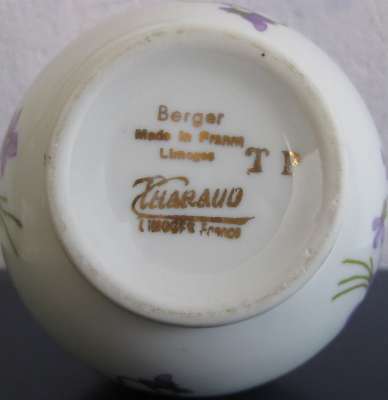 Berger
Made in France
Limoges
T P
THARAUD
LIMOGES FRANCE